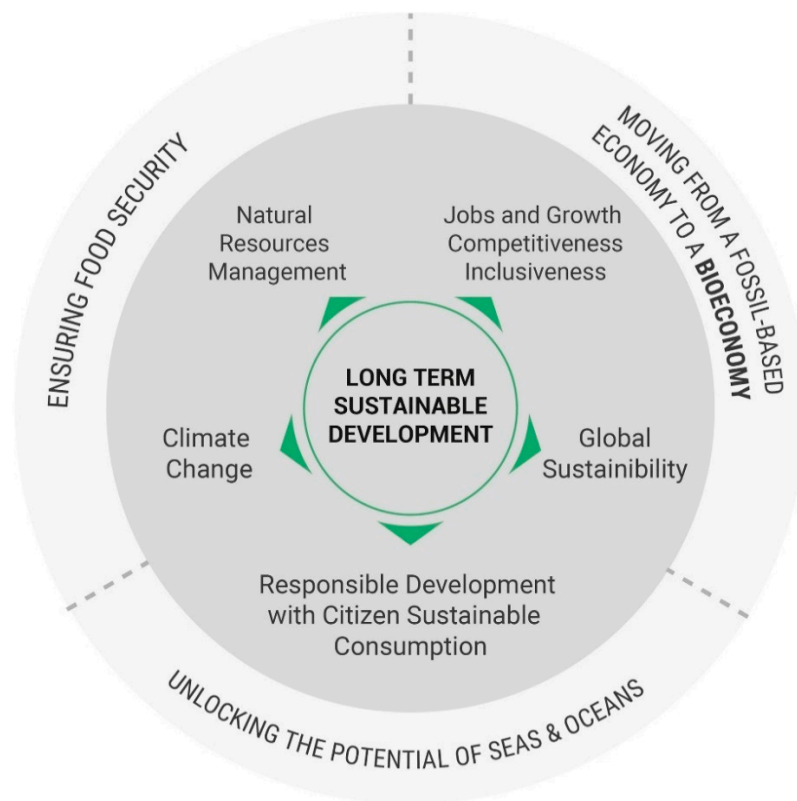 ENSURING FOOD SECURITY
MOVING FROM A FOSSIL-BASED
ECONOMY TO A BIOECONOMY
Natural
Resources
Management
Jobs and Growth
Competitiveness
Inclusiveness
LONG TERM
SUSTAINABLE
DEVELOPMENT
Climate
Change
Global
Sustainibility
Responsible Development
with Citizen Sustainable
Consumption
UNLOCKING THE POTENTIAL OF SEAS & OCEANS